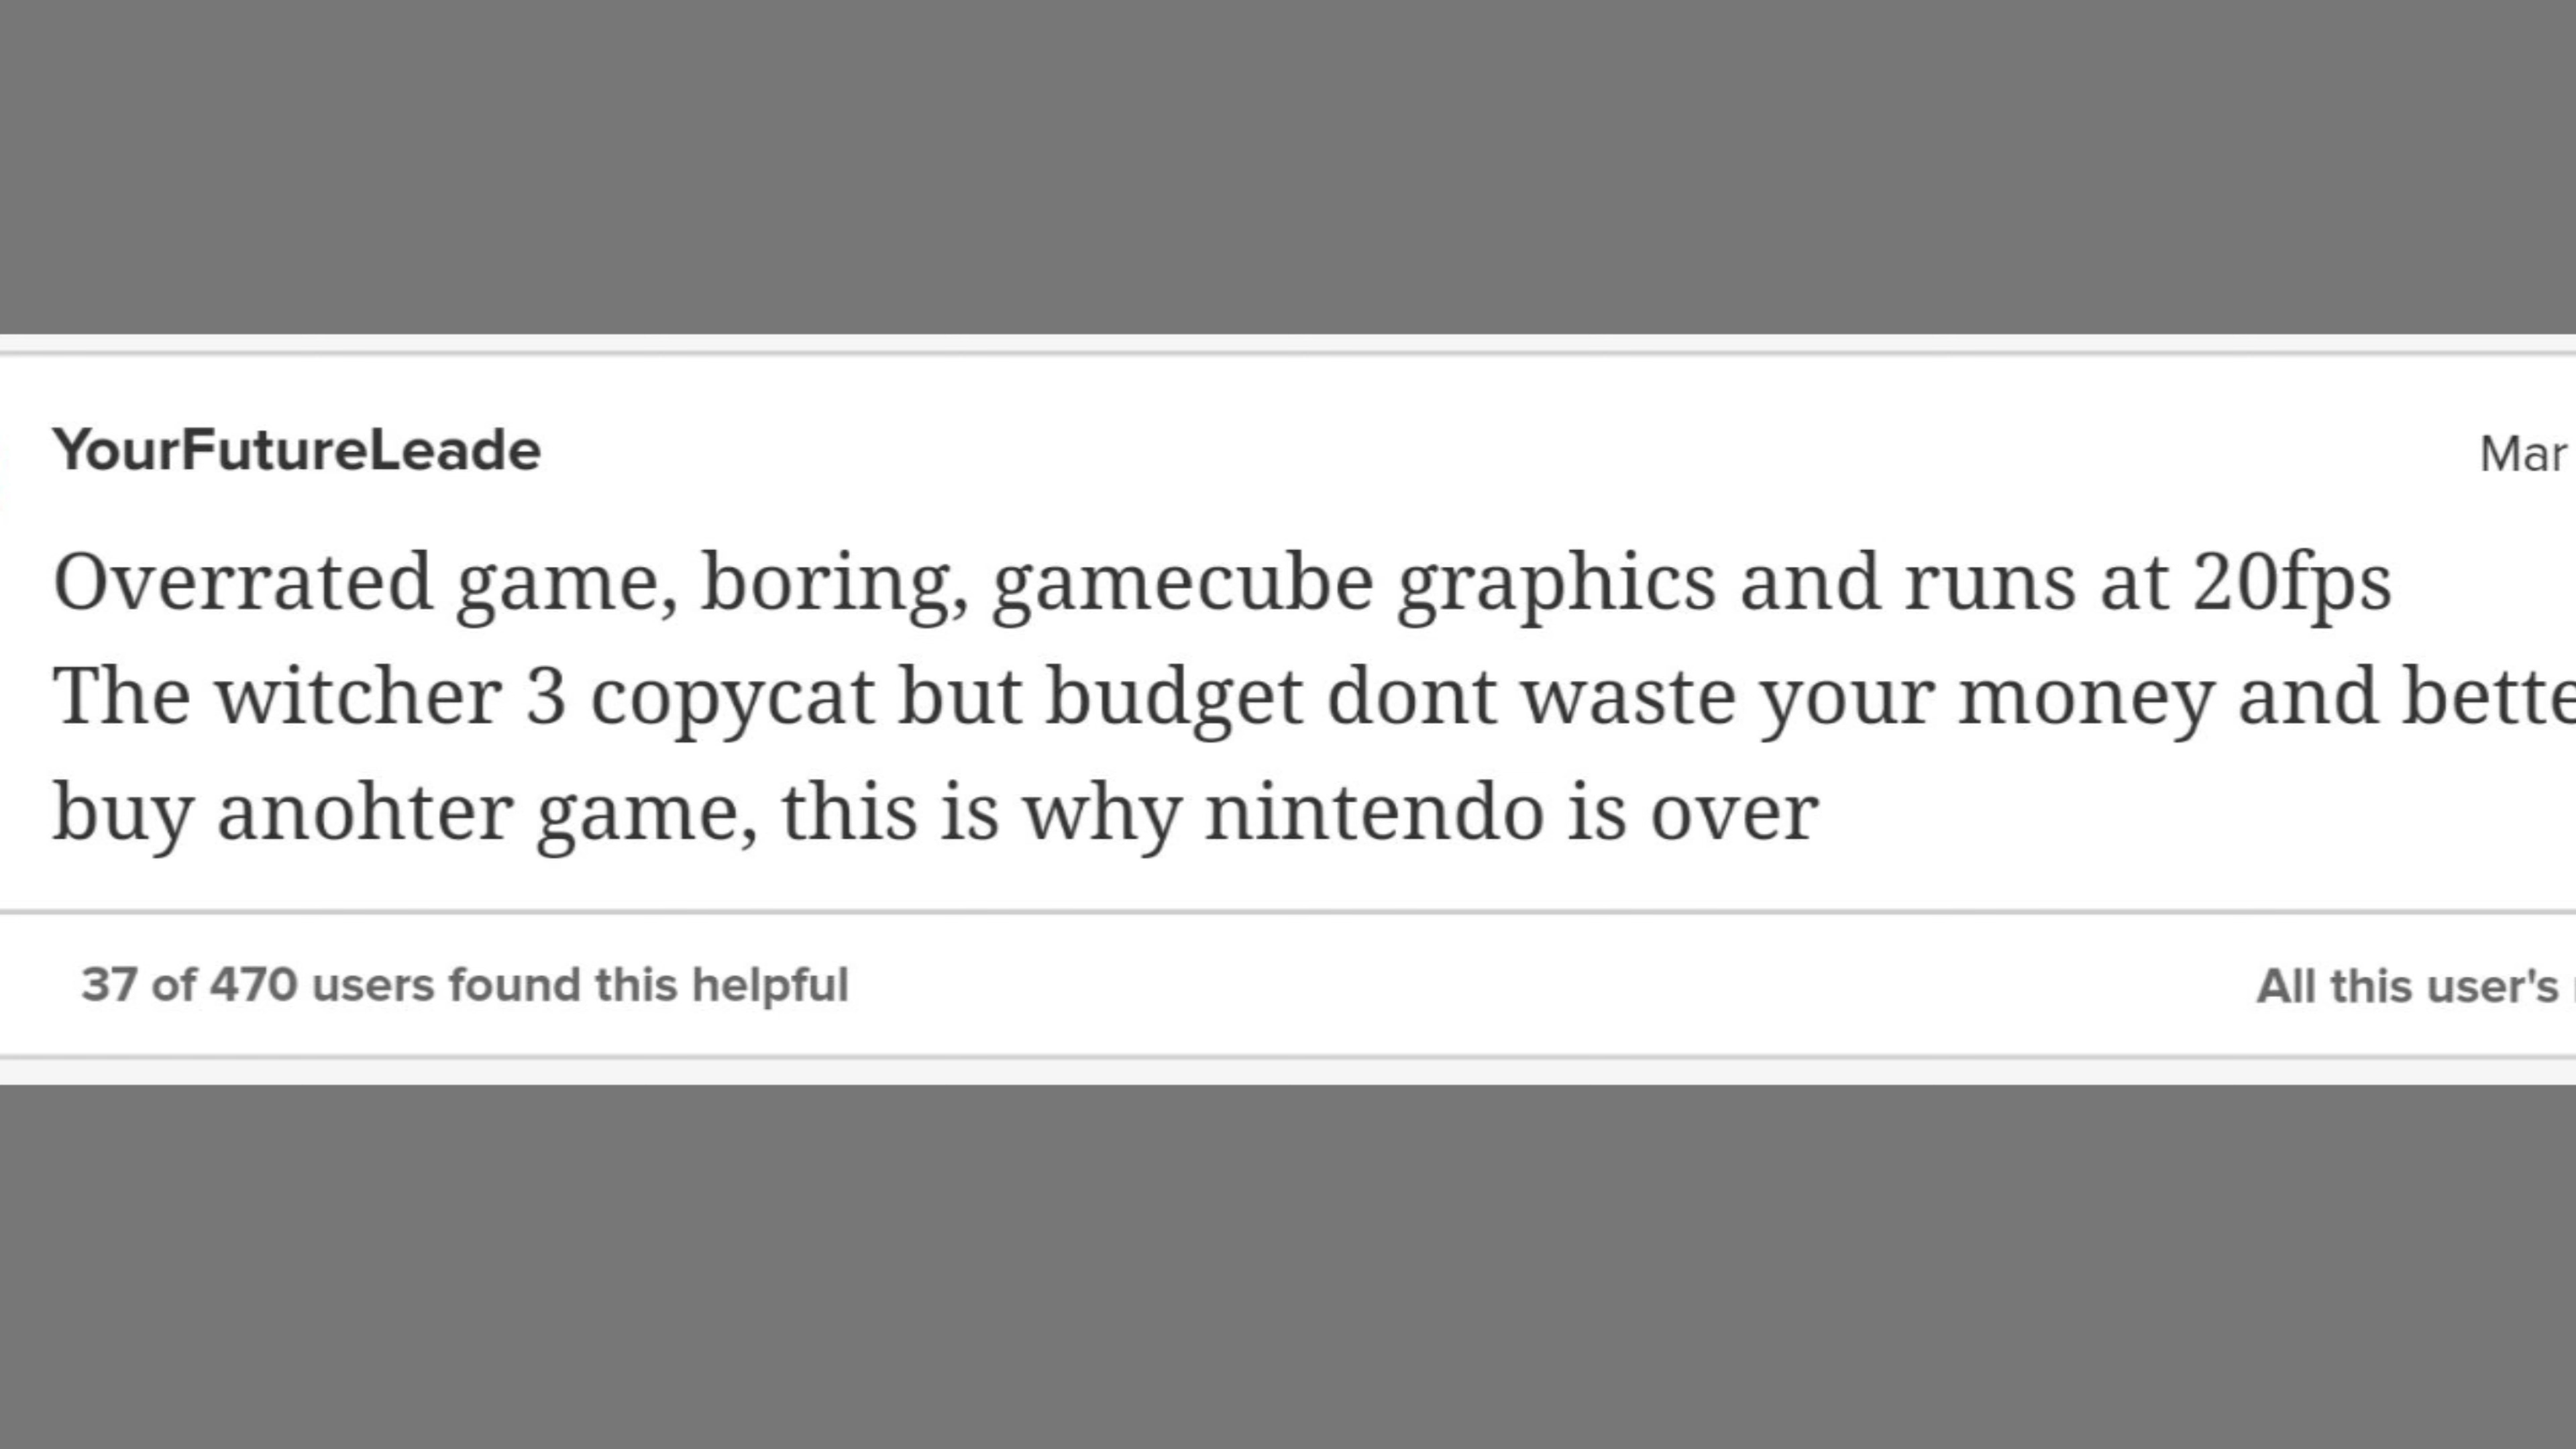 YourFutureLeade
Mar
Overrated game, boring, gamecube graphics and runs at 20fps
The witcher 3 copycat but budget dont waste your money and bette
buy anohter game, this is why nintendo is over
37 of 470 users found this helpful
All this user's